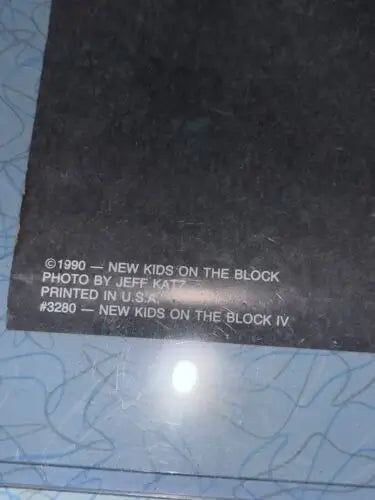 ©1990 — NEW KIDS ON THE BLOCK
PHOTO BY JEFF KATZ
PRINTED IN U.S.A.
#3280 — NEW KIDS ON THE BLOCK IV